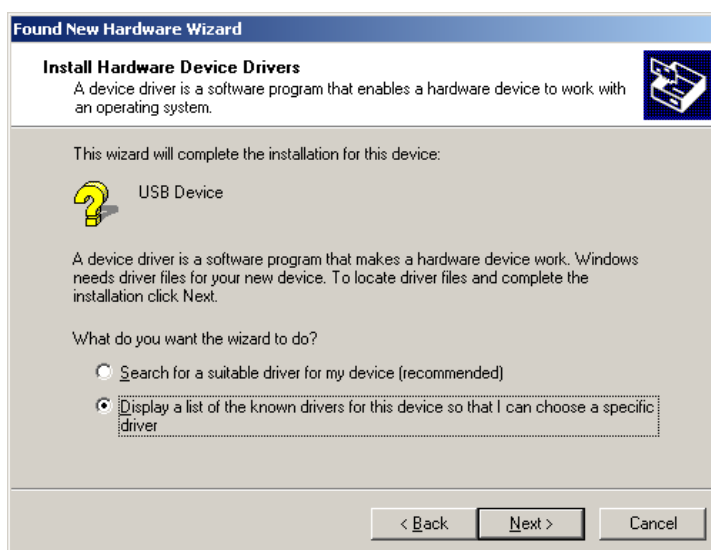 Found New Hardware Wizard
Install Hardware Device Drivers
A device driver is a software program that enables a hardware device to work with
an operating system.
This wizard will complete the installation for this device:
USB Device
A device driver is a software program that makes a hardware device work. Windows
needs driver files for your new device. To locate driver files and complete the
installation click Next.
What do you want the wizard to do?
Search for a suitable driver for my device (recommended)
Display a list of the known drivers for this device so that I can choose a specific
driver
< Back Next > Cancel